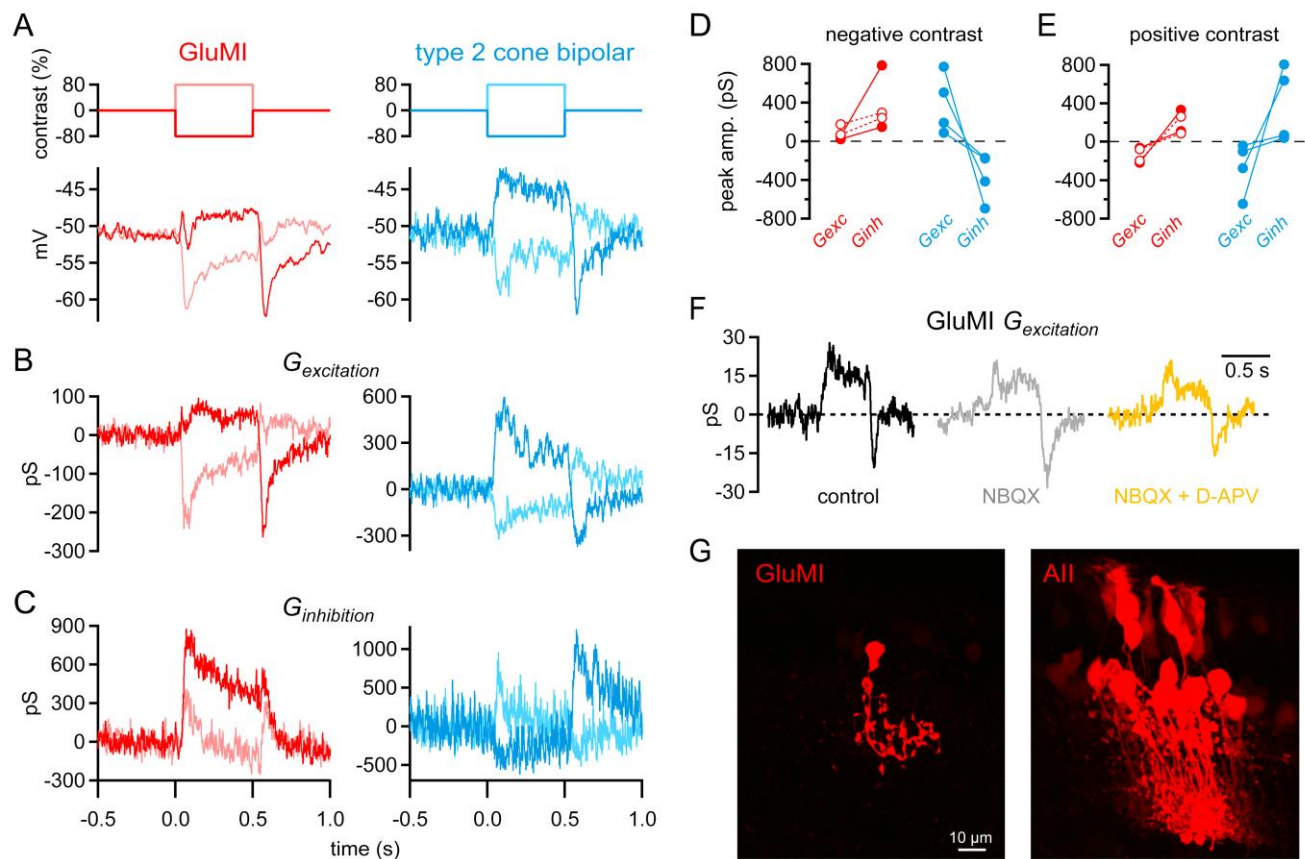 A
GluMI
type 2 cone bipolar
contrast (%)
80
40
0
-40
-80
-45
-50
-55
-60
mV
-45
-50
-55
-60
B
Gexcitation
100
0
-100
-200
-300
pS
600
300
0
-300
C
Ginhibition
900
600
300
0
-300
pS
1000
500
0
-500
-0.5 0.0 0.5 1.0
-0.5 0.0 0.5 1.0
time (s)
D
negative contrast
peak amp. (pS)
800
400
0
-400
-800
Gexc Ginh Gexc Ginh
E
positive contrast
800
400
0
-400
-800
Gexc Ginh Gexc Ginh
F
GluMI Gexcitation
30
15
0
-15
-30
pS
0.5 s
control
NBQX
NBQX + D-APV
G
GluMI
10 µm
AII